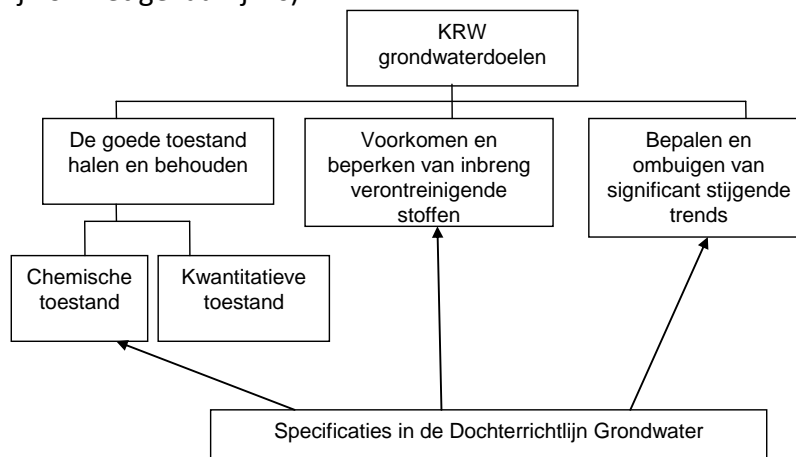 KRW
grondwaterdoelen
De goede toestand
halen en behouden
Voorkomen en
beperken van inbreng
verontreinigende
stoffen
Bepalen en
ombuigen van
significant stijgende
trends
Chemische
toestand
Kwantitatieve
toestand
Specificaties in de Dochterrichtlijn Grondwater